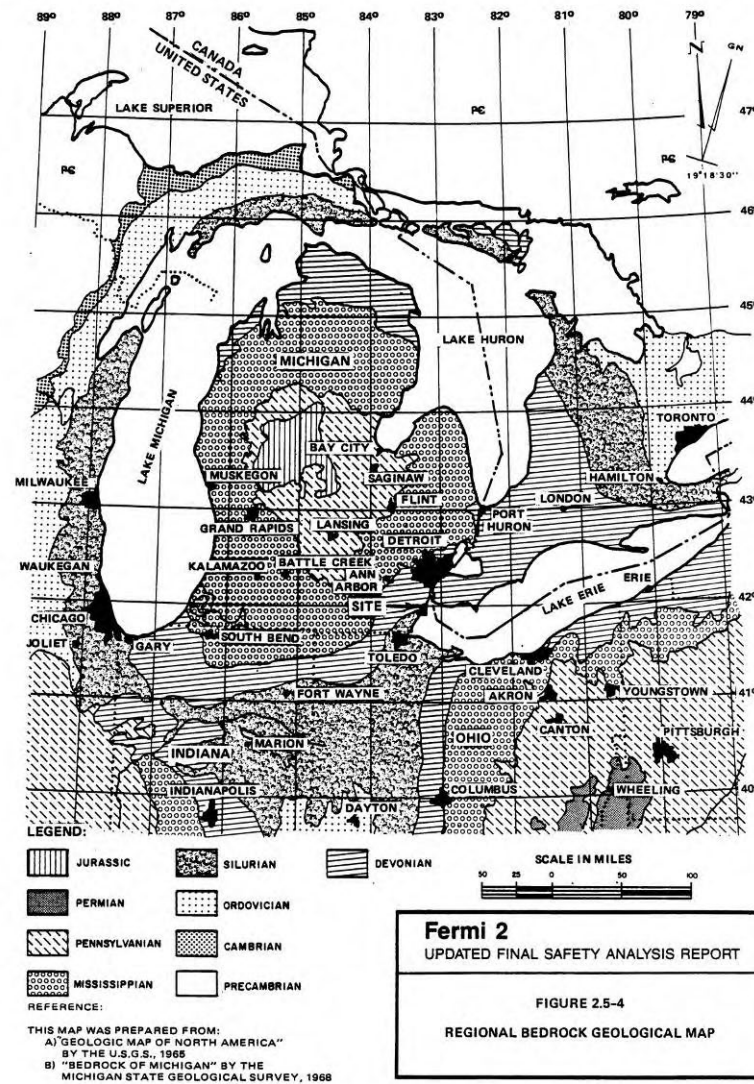 89° 88° 87° 86° 85° 84° 83° 82° 81° 80° 79°
N
GN
CANADA
UNITED STATES
LAKE SUPERIOR
P€
47°
P€
P€
19°18'30"
46°
45°
LAKE HURON
MICHIGAN
44°
LAKE MICHIGAN
TORONTO
BAY CITY
MILWAUKEE
MUSKEGON
SAGINAW
HAMILTON
43°
FLINT
LONDON
GRAND RAPIDS
LANSING
PORT
HURON
DETROIT
WAUKEGAN
KALAMAZOO
BATTLE CREEK
ANN
ARBOR
ERIE
LAKE ERIE
42°
SITE
CHICAGO
JOLIET
GARY
SOUTH BEND
TOLEDO
CLEVELAND
FORT WAYNE
AKRON
YOUNGSTOWN
41°
CANTON
OHIO
PITTSBURGH
INDIANA
MARION
INDIANAPOLIS
COLUMBUS
WHEELING
40°
DAYTON
LEGEND:
JURASSIC
SILURIAN
DEVONIAN
PERMIAN
ORDOVICIAN
PENNSYLVANIAN
CAMBRIAN
MISSISSIPPIAN
PRECAMBRIAN
SCALE IN MILES
50 25 0 50 100
REFERENCE:
THIS MAP WAS PREPARED FROM:
A) "GEOLOGIC MAP OF NORTH AMERICA"
BY THE U.S.G.S., 1965
B) "BEDROCK OF MICHIGAN" BY THE
MICHIGAN STATE GEOLOGICAL SURVEY, 1968
Fermi 2
UPDATED FINAL SAFETY ANALYSIS REPORT
FIGURE 2.5-4
REGIONAL BEDROCK GEOLOGICAL MAP